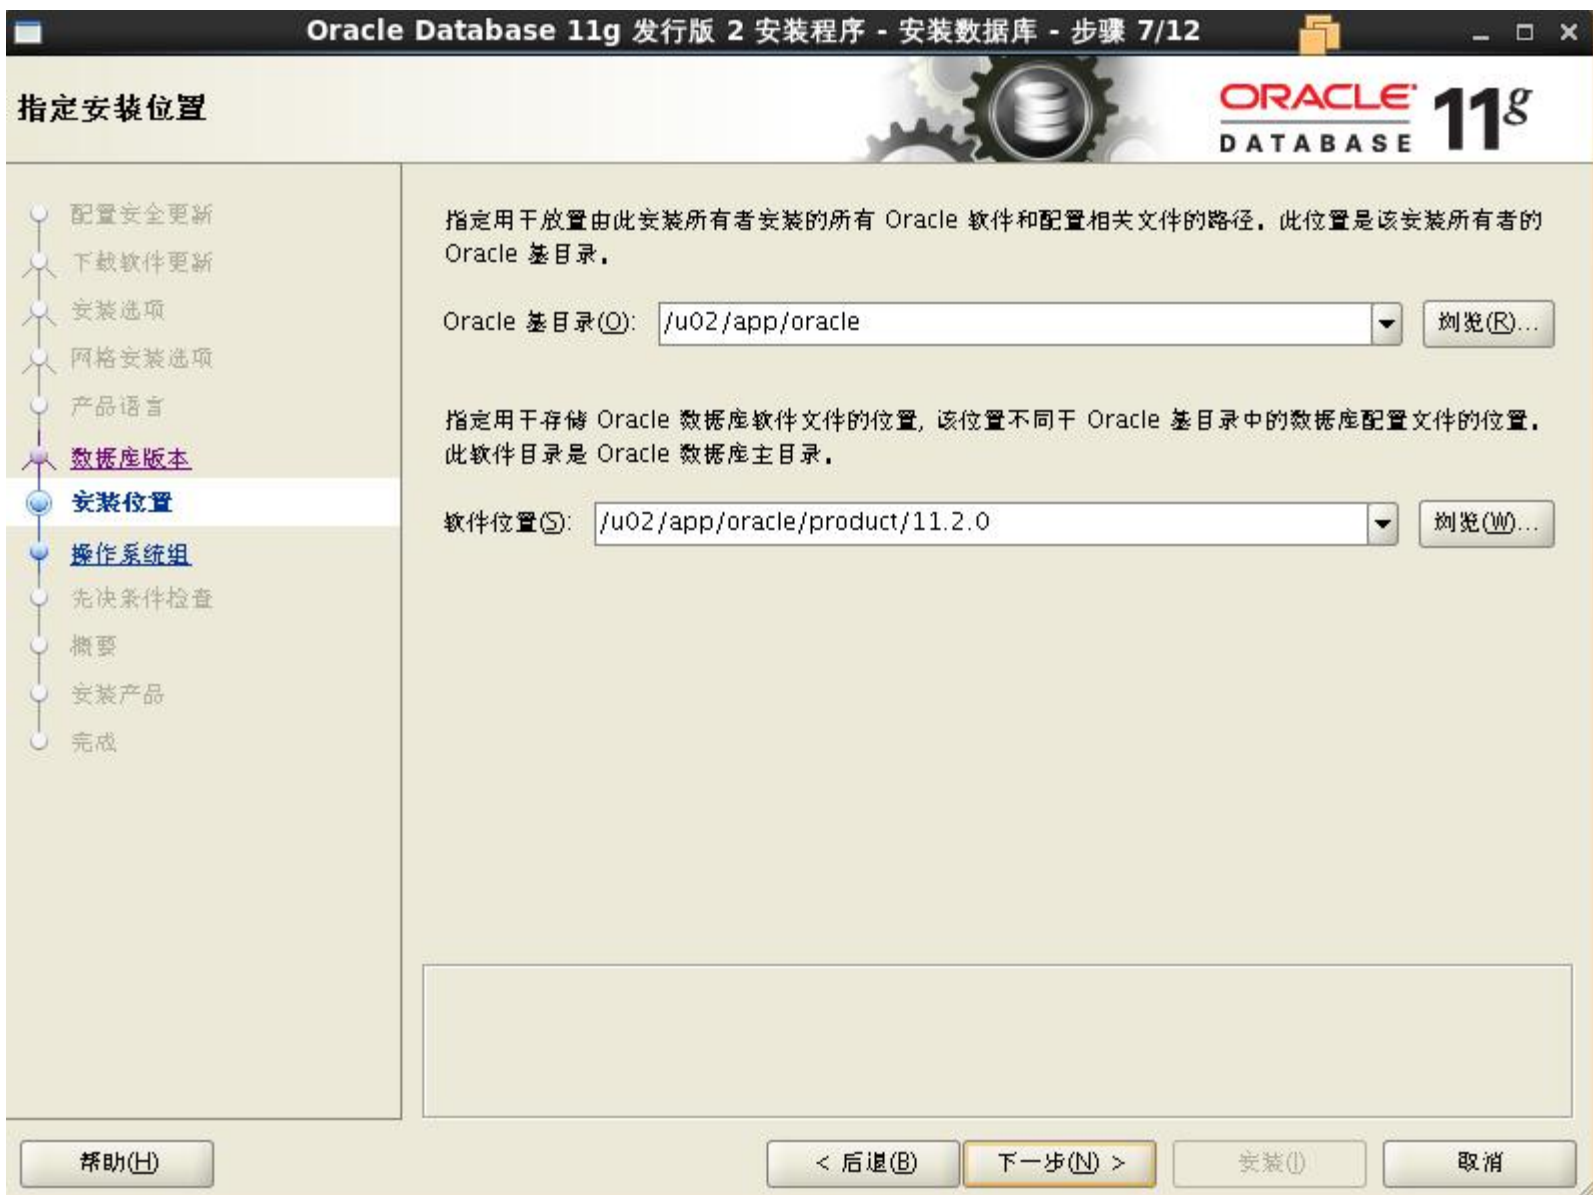 Oracle Database 11g 发行版 2 安装程序 - 安装数据库 - 步骤 7/12
指定安装位置
ORACLE
DATABASE
11g
配置安全更新
下载软件更新
安装选项
网格安装选项
产品语言
数据库版本
安装位置
操作系统组
先决条件检查
概要
安装产品
完成
指定用于放置由此安装所有者安装的所有 Oracle 软件和配置相关文件的路径。此位置是该安装所有者的
Oracle 基目录。
Oracle 基目录(O): /u02/app/oracle 浏览(R)...
指定用于存储 Oracle 数据库软件文件的位置, 该位置不同于 Oracle 基目录中的数据库配置文件的位置。
此软件目录是 Oracle 数据库主目录。
软件位置(S): /u02/app/oracle/product/11.2.0 浏览(W)...
帮助(H) < 后退(B) 下一步(N) > 安装(I) 取消